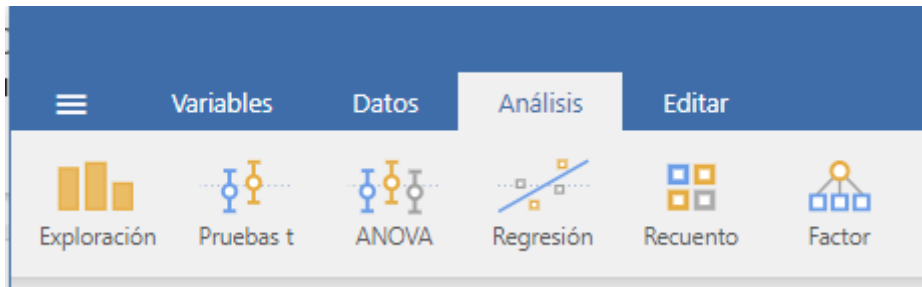 Variables Datos Análisis Editar
Exploración Pruebas t ANOVA Regresión Recuento Factor